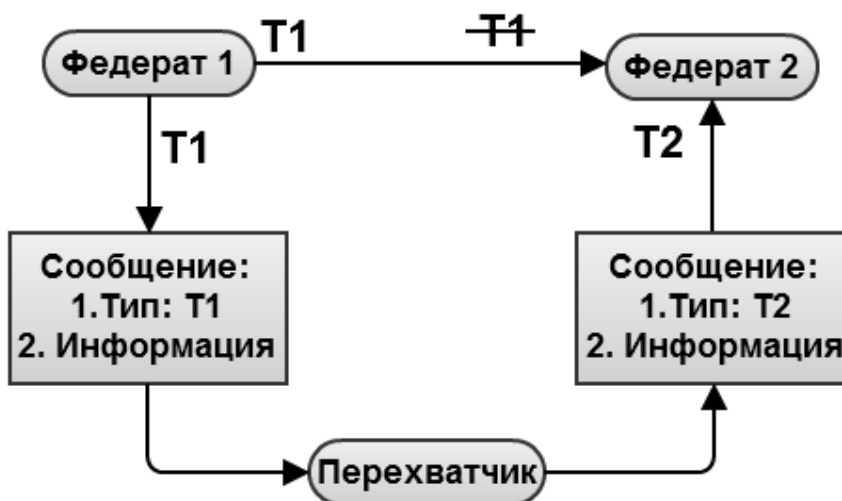 T1
T1
Федерат 1
Федерат 2
T1
T2
Сообщение:
1.Тип: T1
2. Информация
Сообщение:
1.Тип: T2
2. Информация
Перехватчик